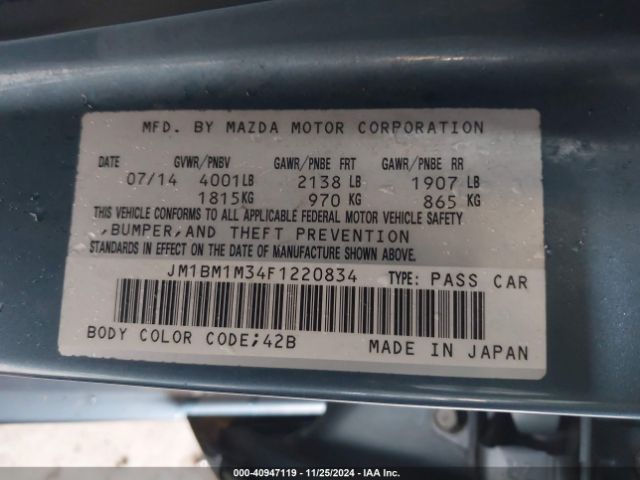 MFD. BY MAZDA MOTOR CORPORATION
DATE GVWR/PNBV GAWR/PNBE FRT GAWR/PNBE RR
07/14 4001LB 2138 LB 1907 LB
1815KG 970 KG 865 KG
THIS VEHICLE CONFORMS TO ALL APPLICABLE FEDERAL MOTOR VEHICLE SAFETY
,BUMPER,AND THEFT PREVENTION
STANDARDS IN EFFECT ON THE DATE OF MANUFACTURE SHOWN ABOVE.
JM1BM1M34F1220834 TYPE: PASS CAR
BODY COLOR CODE;42B MADE IN JAPAN
000-40947119 - 11/25/2024 - IAA Inc.